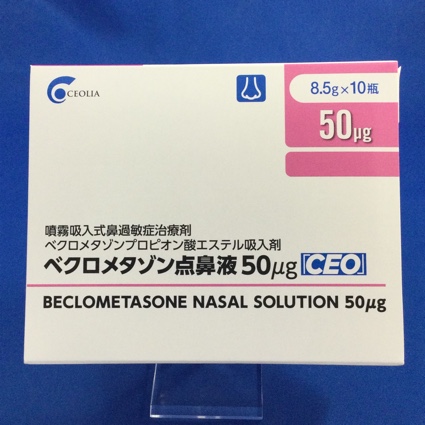 CEOLIA
8.5g×10瓶
50μg
噴霧吸入式鼻過敏症治療剤
ベクロメタゾンプロピオン酸エステル吸入剤
ベクロメタゾン点鼻液50μg「CEO」
BECLOMETASONE NASAL SOLUTION 50μg